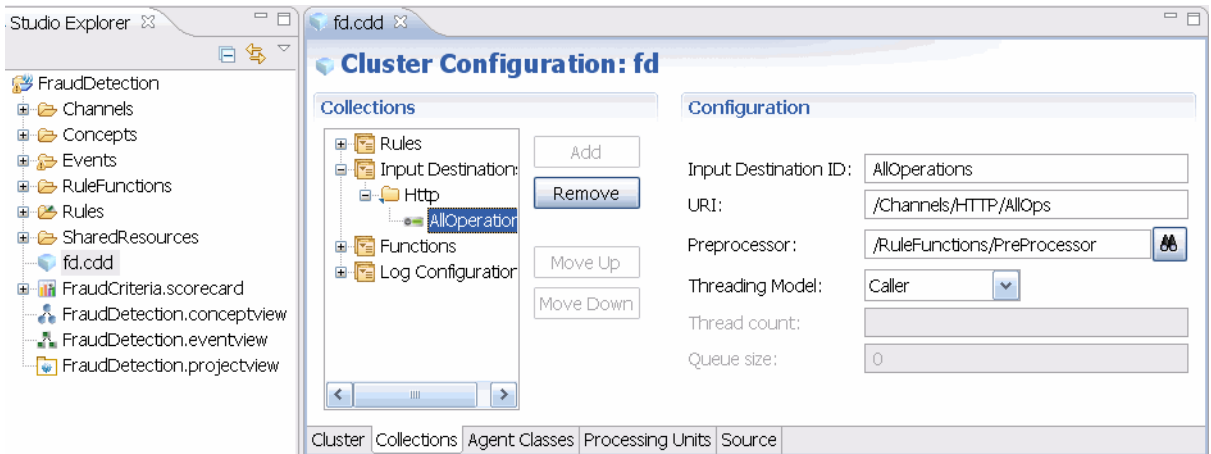 Studio Explorer
fd.cdd
Cluster Configuration: fd
FraudDetection
Channels
Concepts
Events
RuleFunctions
Rules
SharedResources
fd.cdd
FraudCriteria.scorecard
FraudDetection.conceptview
FraudDetection.eventview
FraudDetection.projectview
Collections
Rules
Input Destination
Http
AllOperation
Functions
Log Configuration
Add
Remove
Move Up
Move Down
Configuration
Input Destination ID: AllOperations
URI: /Channels/HTTP/AllOps
Preprocessor: /RuleFunctions/PreProcessor
Threading Model: Caller
Thread count:
Queue size: 0
Cluster Collections Agent Classes Processing Units Source